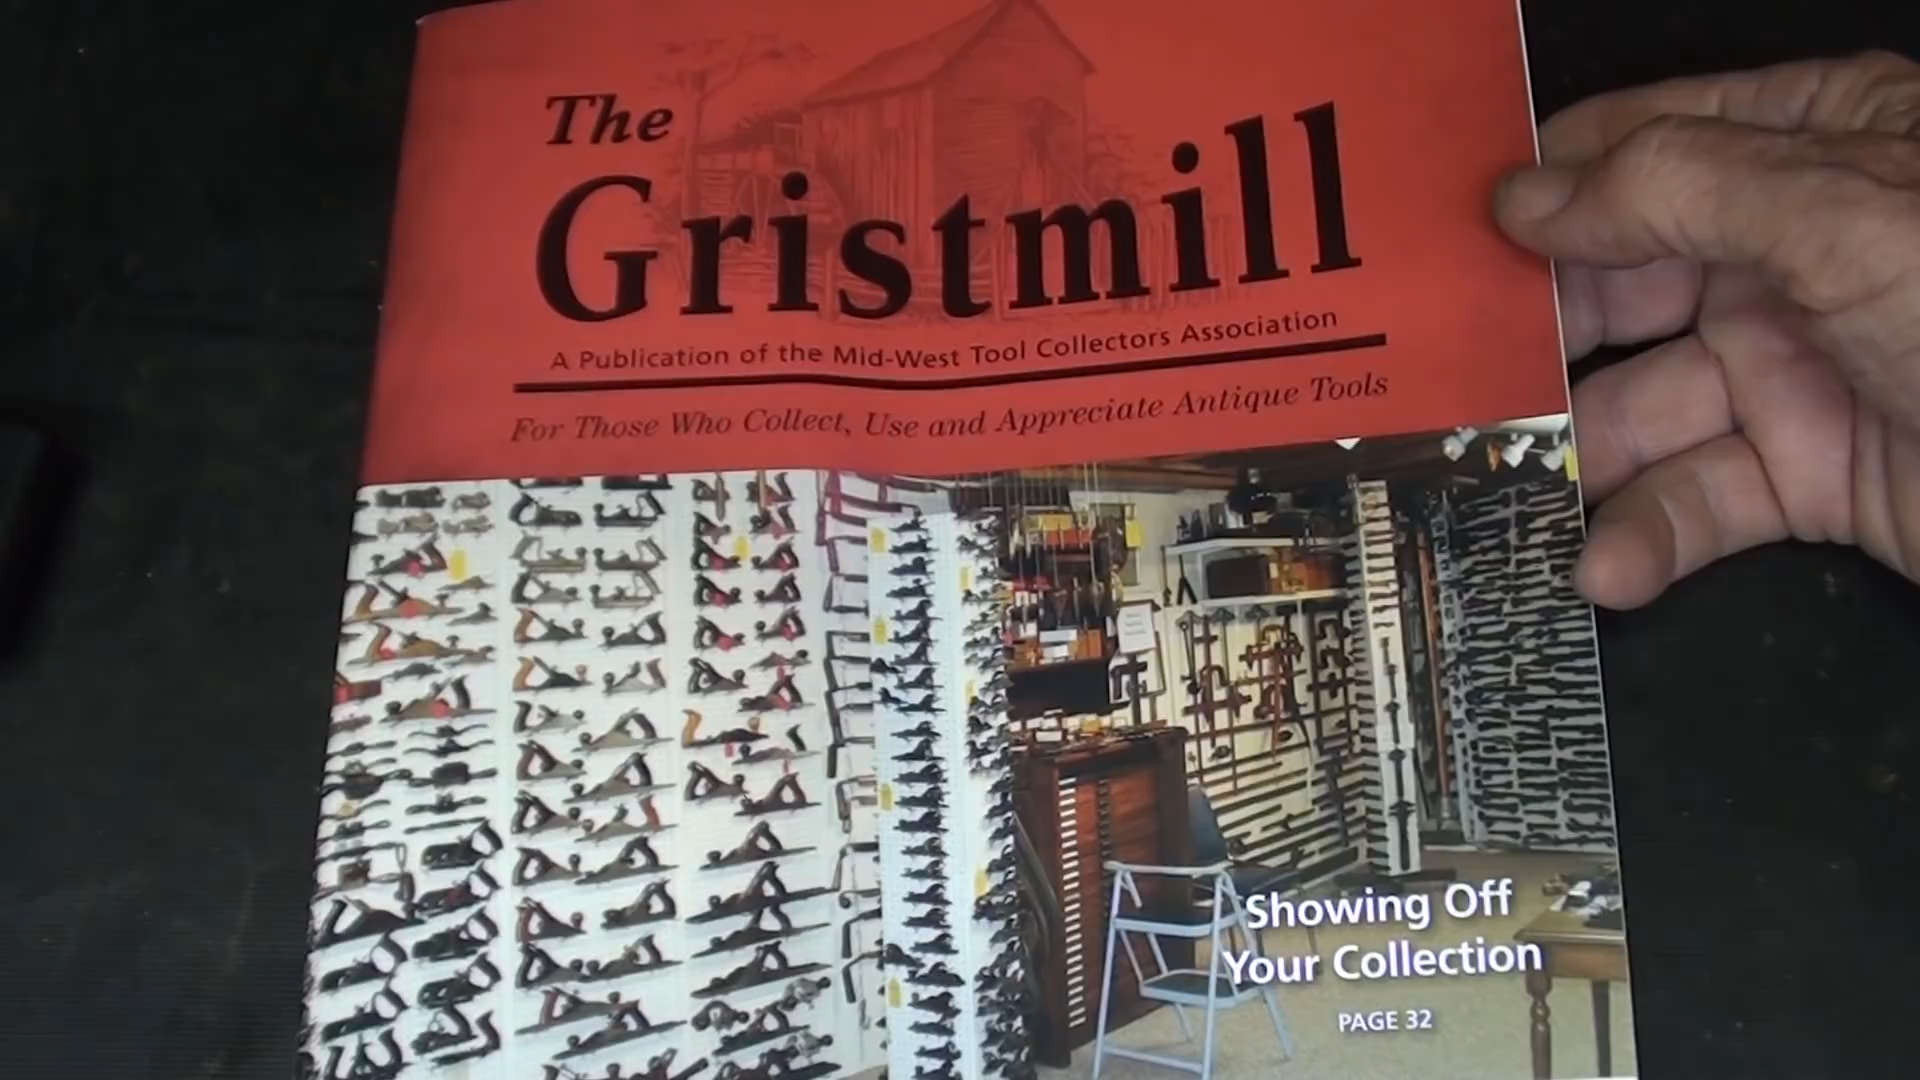 The
Gristmill
A Publication of the Mid-West Tool Collectors Association
For Those Who Collect, Use and Appreciate Antique Tools
Showing Off
Your Collection
PAGE 32